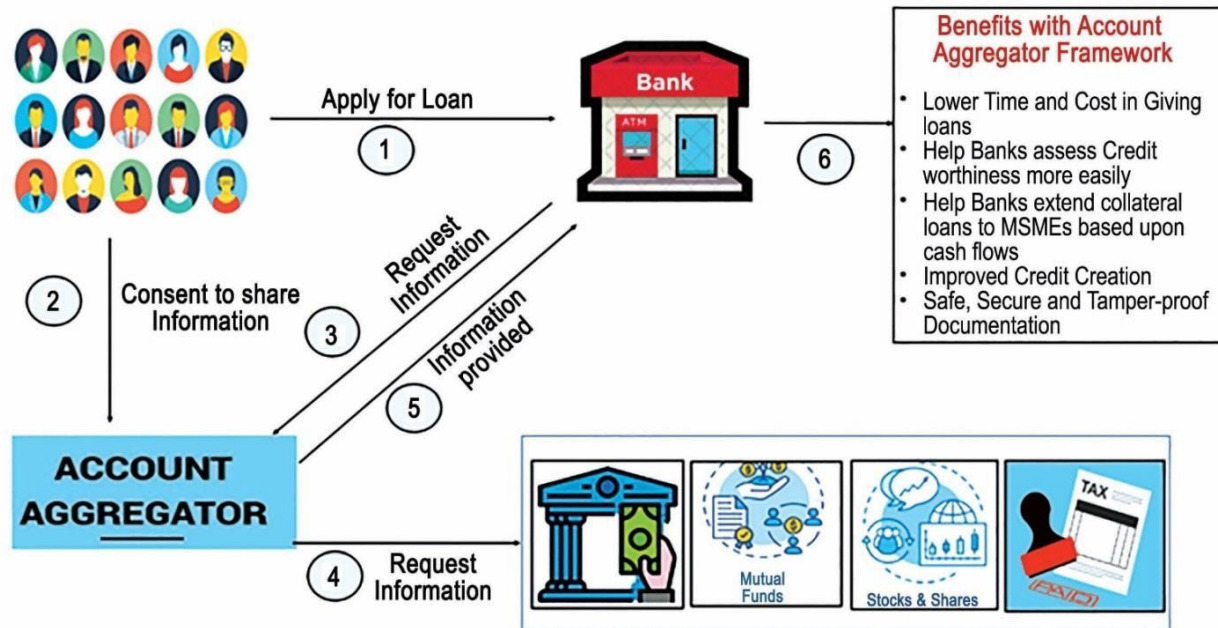 Apply for Loan
1
Bank
ATM
6
Benefits with Account
Aggregator Framework
• Lower Time and Cost in Giving
loans
• Help Banks assess Credit
worthiness more easily
• Help Banks extend collateral
loans to MSMEs based upon
cash flows
• Improved Credit Creation
• Safe, Secure and Tamper-proof
Documentation
2
Consent to share
Information
3
Request
Information
5
Information
provided
ACCOUNT
AGGREGATOR
4
Request
Information
Mutual
Funds
Stocks & Shares
TAX
PAID